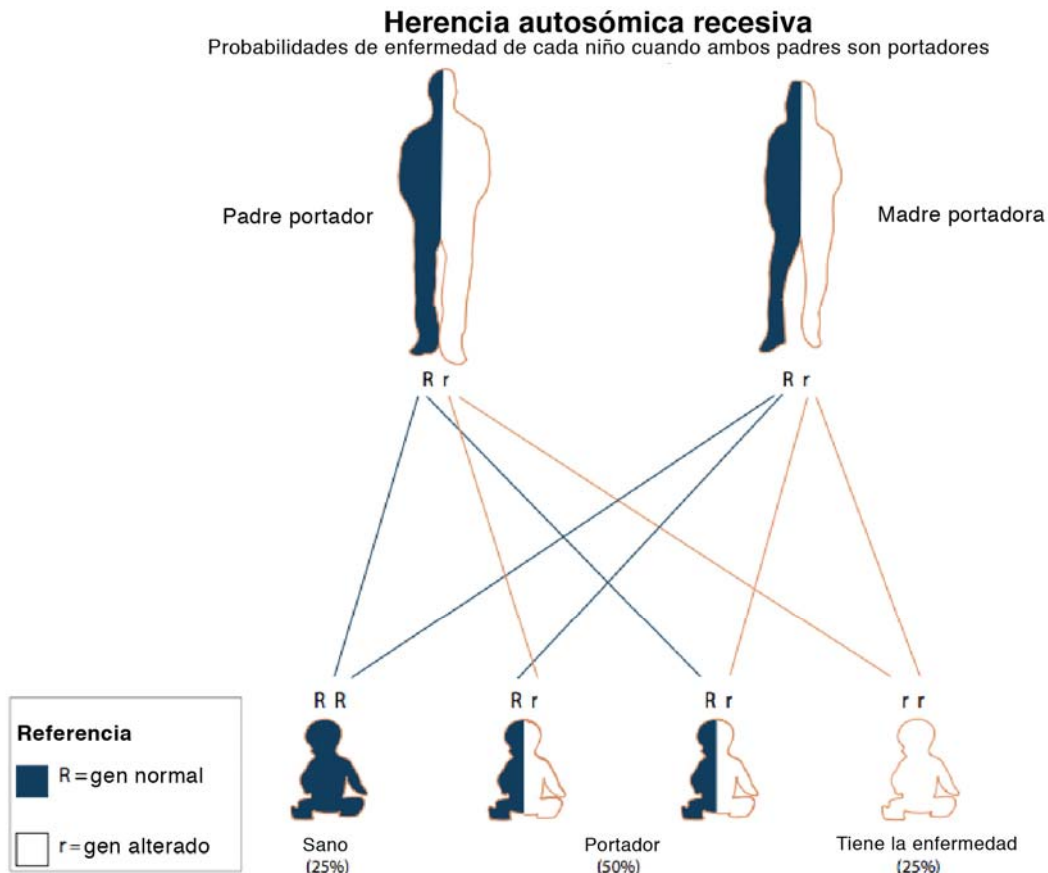 Herencia autosómica recesiva
Probabilidades de enfermedad de cada niño cuando ambos padres son portadores
Padre portador
Madre portadora
R r
R r
R R
R r
R r
r r
Referencia
R=gen normal
r=gen alterado
Sano
(25%)
Portador
(50%)
Tiene la enfermedad
(25%)